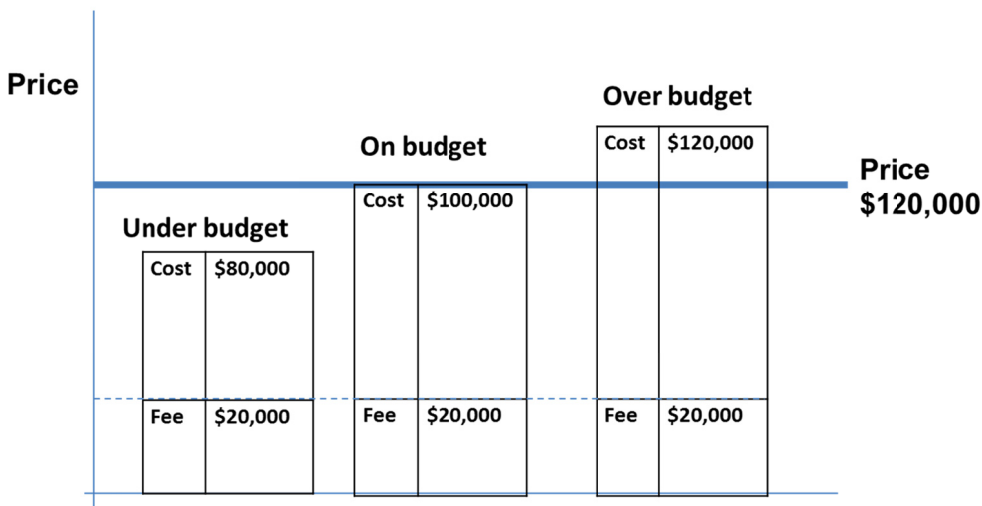 Price
Over budget
Cost $120,000
On budget
Price
$120,000
Cost $100,000
Under budget
Cost $80,000
Fee $20,000
Fee $20,000
Fee $20,000